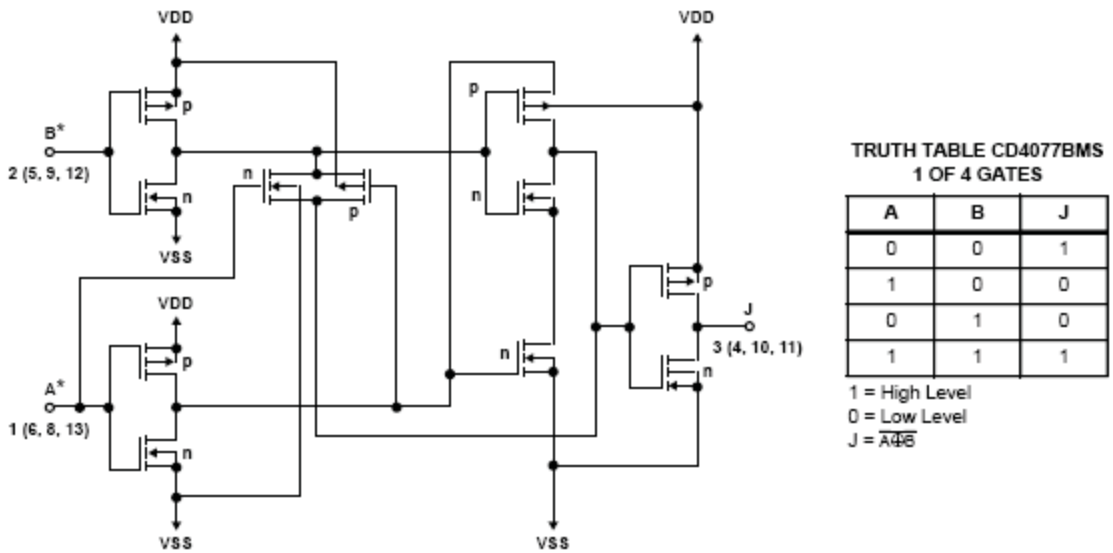 VDD
VDD
p
p
B*
2 (5, 9, 12)
n
n
n
p
VSS
VDD
p
p
J
n
3 (4, 10, 11)
n
A*
1 (6, 8, 13)
n
VSS
VSS
TRUTH TABLE CD4077BMS
1 OF 4 GATES
A B J
0 0 1
1 0 0
0 1 0
1 1 1
1 = High Level
0 = Low Level
J = A⊕B